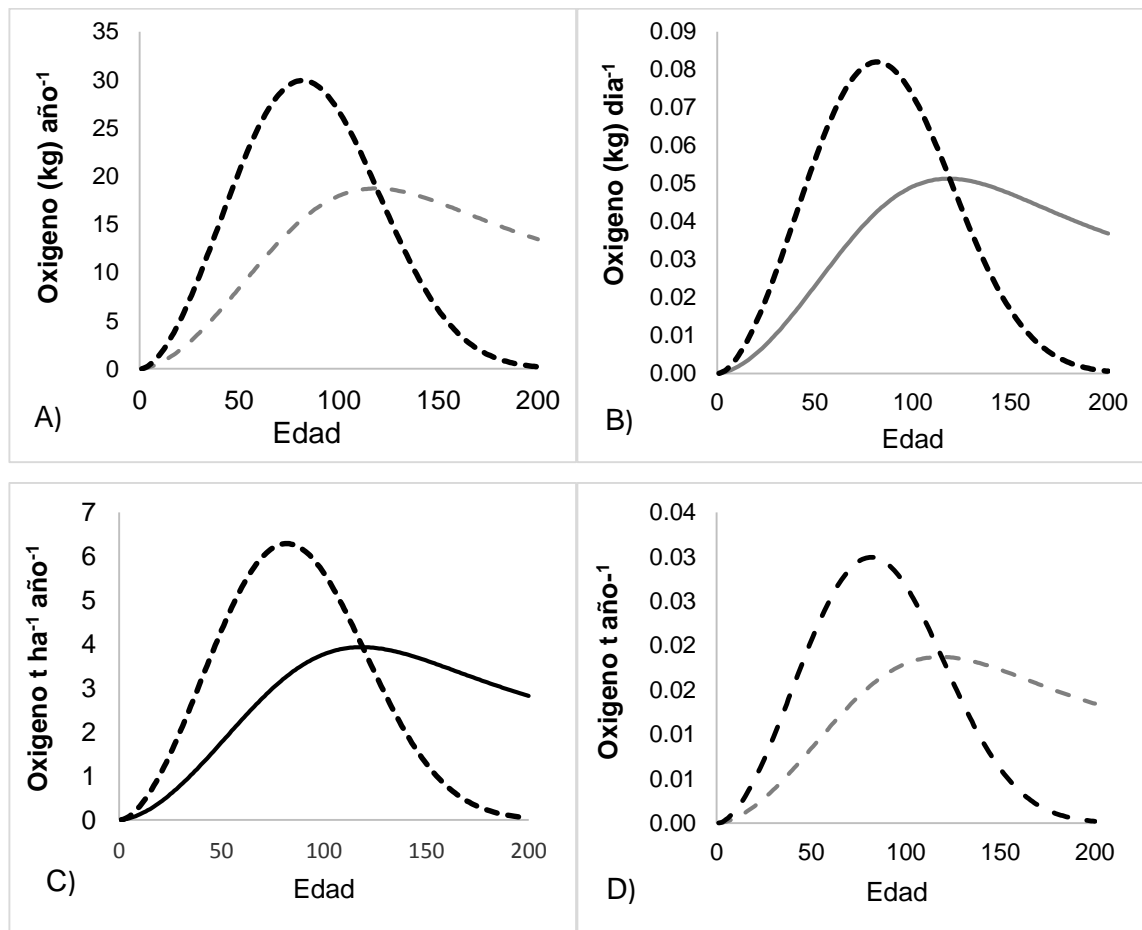 Oxigeno (kg) año-1
35
30
25
20
15
10
5
0
0 50 100 150 200
A)
Edad
Oxigeno (kg) dia-1
0.09
0.08
0.07
0.06
0.05
0.04
0.03
0.02
0.01
0.00
0 50 100 150 200
B)
Edad
Oxigeno t ha-1 año-1
7
6
5
4
3
2
1
0
0 50 100 150 200
C)
Edad
Oxigeno t año-1
0.04
0.03
0.03
0.02
0.02
0.01
0.01
0.00
0 50 100 150 200
D)
Edad